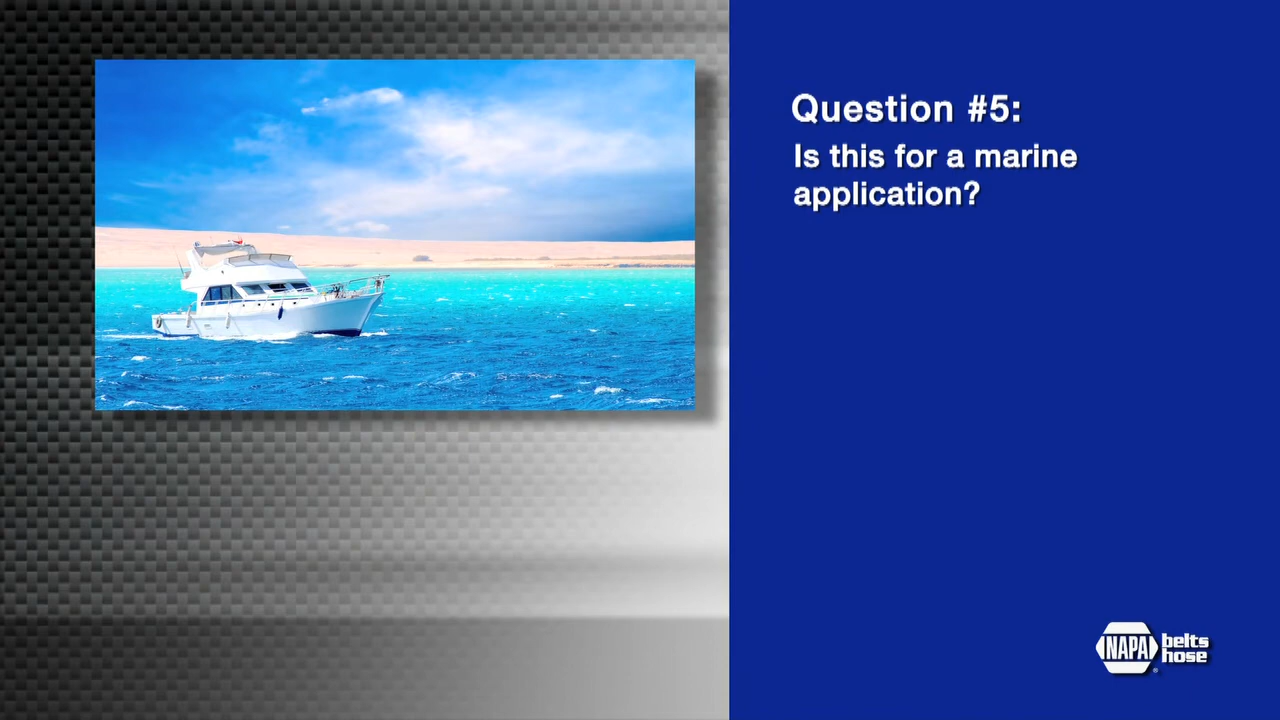 Question #5:
Is this for a marine
application?
NAPA
belts
hose